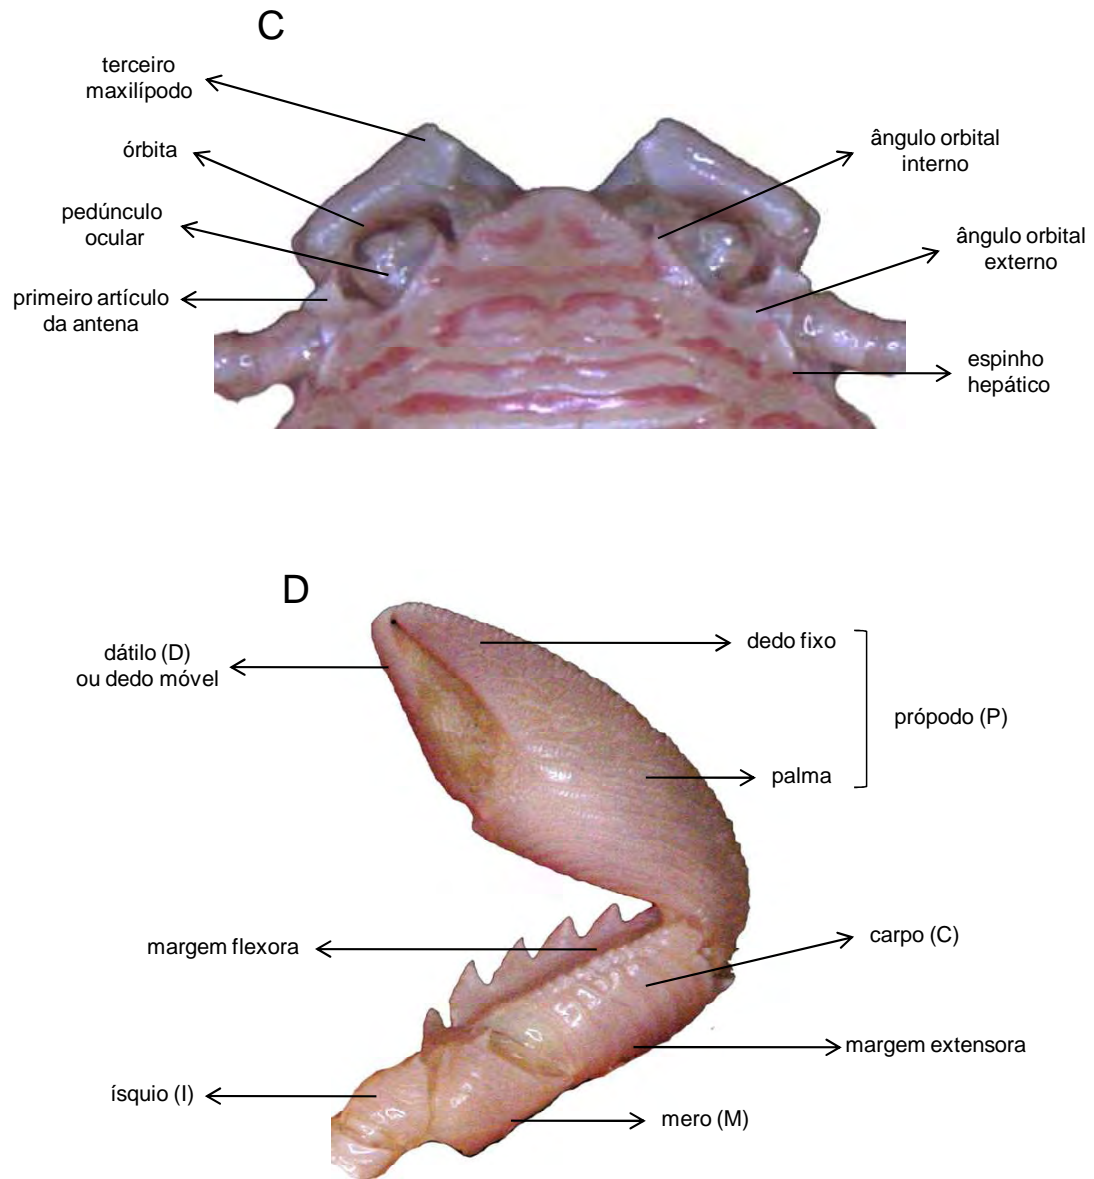 C
terceiro
maxilípodo
órbita
pedúnculo
ocular
primeiro artículo
da antena
ângulo orbital
interno
ângulo orbital
externo
espinho
hepático
D
dátilo (D)
ou dedo móvel
dedo fixo
própodo (P)
palma
margem flexora
carpo (C)
margem extensora
ísquio (I)
mero (M)